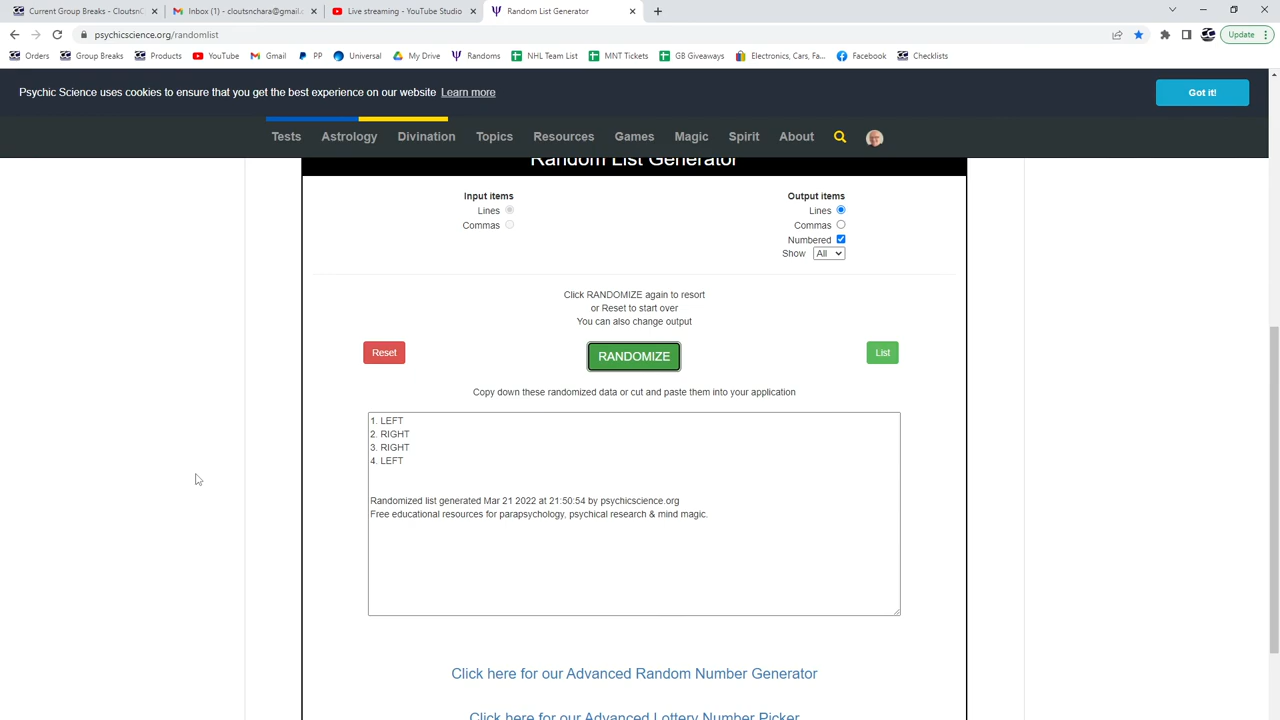 Current Group Breaks - CloutsnC
Inbox (1) - cloutsnchara@gmail.c
Live streaming - YouTube Studio
Random List Generator
psychicscience.org/randomlist
Update
Orders
Group Breaks
Products
YouTube
Gmail
PP
Universal
My Drive
Randoms
NHL Team List
MNT Tickets
GB Giveaways
Electronics, Cars, Fa...
Facebook
Checklists
Psychic Science uses cookies to ensure that you get the best experience on our website Learn more
Got it!
Tests Astrology Divination Topics Resources Games Magic Spirit About
Random List Generator
Input items
Lines
Commas
Output items
Lines
Commas
Numbered
Show All
Click RANDOMIZE again to resort
or Reset to start over
You can also change output
Reset
RANDOMIZE
List
Copy down these randomized data or cut and paste them into your application
1. LEFT
2. RIGHT
3. RIGHT
4. LEFT
Randomized list generated Mar 21 2022 at 21:50:54 by psychicscience.org
Free educational resources for parapsychology, psychical research & mind magic.
Click here for our Advanced Random Number Generator
Click here for our Advanced Lottery Number Picker